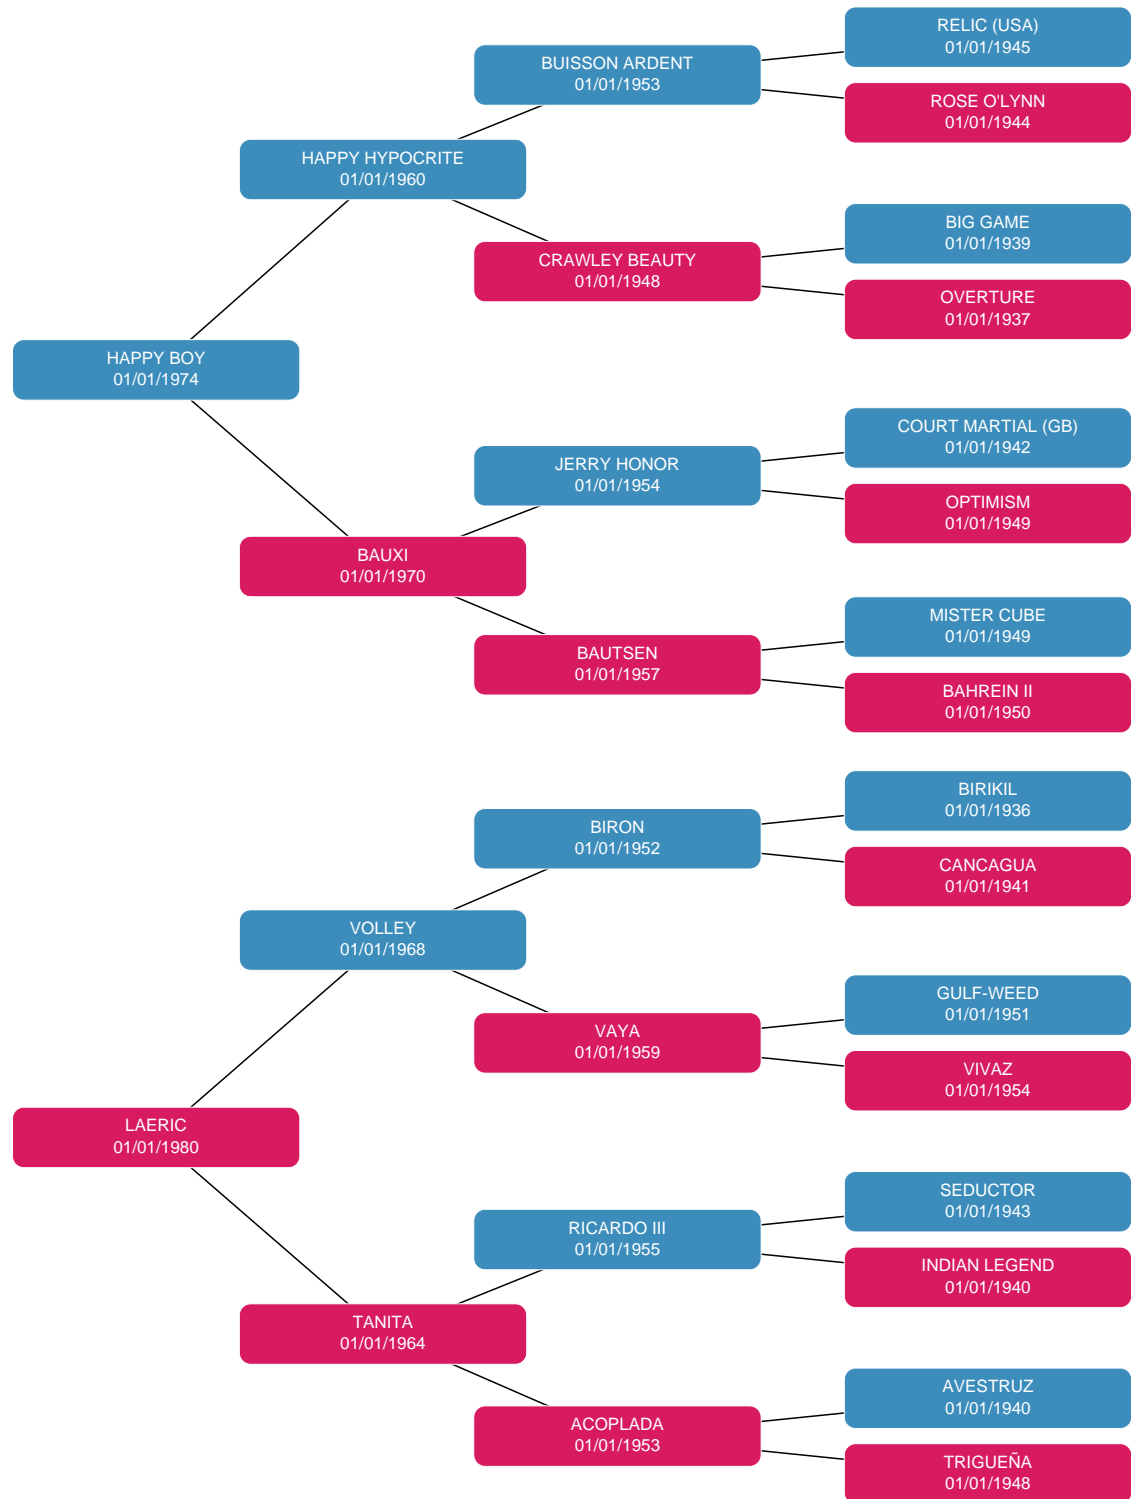 RELIC (USA)
01/01/1945
BUISSON ARDENT
01/01/1953
ROSE O'LYNN
01/01/1944
HAPPY HYPOCRITE
01/01/1960
BIG GAME
01/01/1939
CRAWLEY BEAUTY
01/01/1948
OVERTURE
01/01/1937
HAPPY BOY
01/01/1974
COURT MARTIAL (GB)
01/01/1942
JERRY HONOR
01/01/1954
OPTIMISM
01/01/1949
BAUXI
01/01/1970
MISTER CUBE
01/01/1949
BAUTSEN
01/01/1957
BAHREIN II
01/01/1950
BIRIKIL
01/01/1936
BIRON
01/01/1952
CANCAGUA
01/01/1941
VOLLEY
01/01/1968
GULF-WEED
01/01/1951
VAYA
01/01/1959
VIVAZ
01/01/1954
LAERIC
01/01/1980
SEDUCTOR
01/01/1943
RICARDO III
01/01/1955
INDIAN LEGEND
01/01/1940
TANITA
01/01/1964
AVESTRUZ
01/01/1940
ACOPLADA
01/01/1953
TRIGUEÑA
01/01/1948